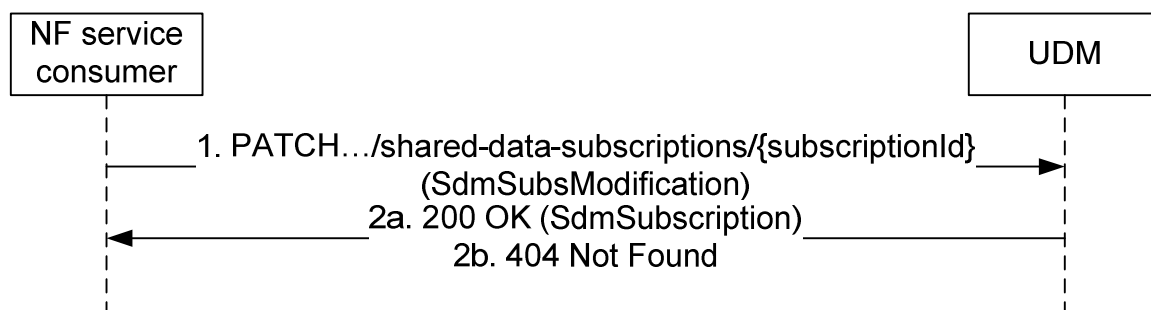 NF service
consumer
UDM
1. PATCH…/shared-data-subscriptions/{subscriptionId}
(SdmSubsModification)
2a. 200 OK (SdmSubscription)
2b. 404 Not Found